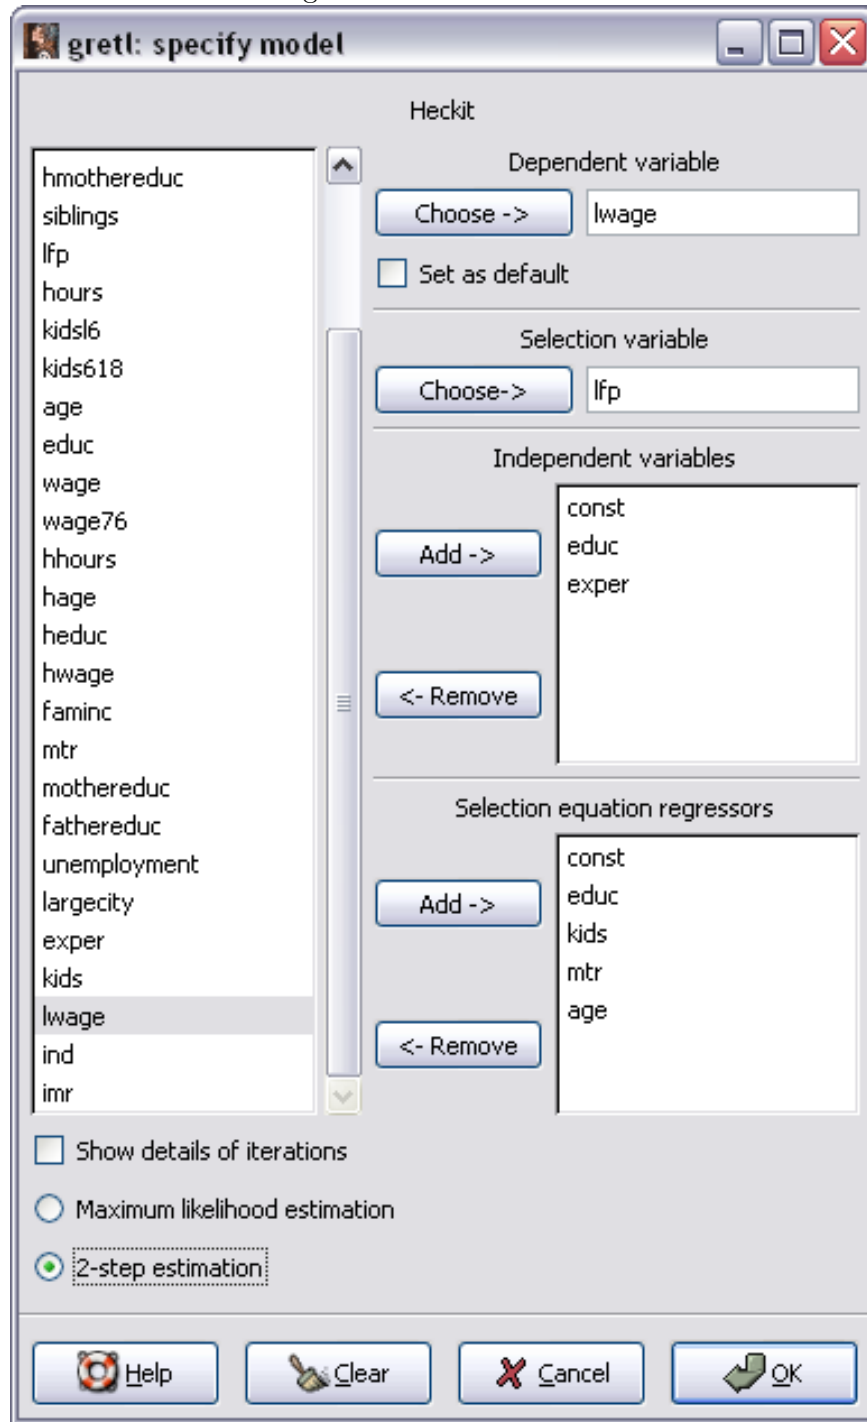 gretl: specify model
Heckit
hmothereduc
siblings
lfp
hours
kidsl6
kids618
age
educ
wage
wage76
hhours
hage
heduc
hwage
faminc
mtr
mothereduc
fathereduc
unemployment
largecity
exper
kids
lwage
ind
imr
Dependent variable
Choose ->
lwage
Set as default
Selection variable
Choose->
lfp
Independent variables
Add ->
<- Remove
const
educ
exper
Selection equation regressors
Add ->
<- Remove
const
educ
kids
mtr
age
Show details of iterations
Maximum likelihood estimation
2-step estimation
Help
Clear
Cancel
OK